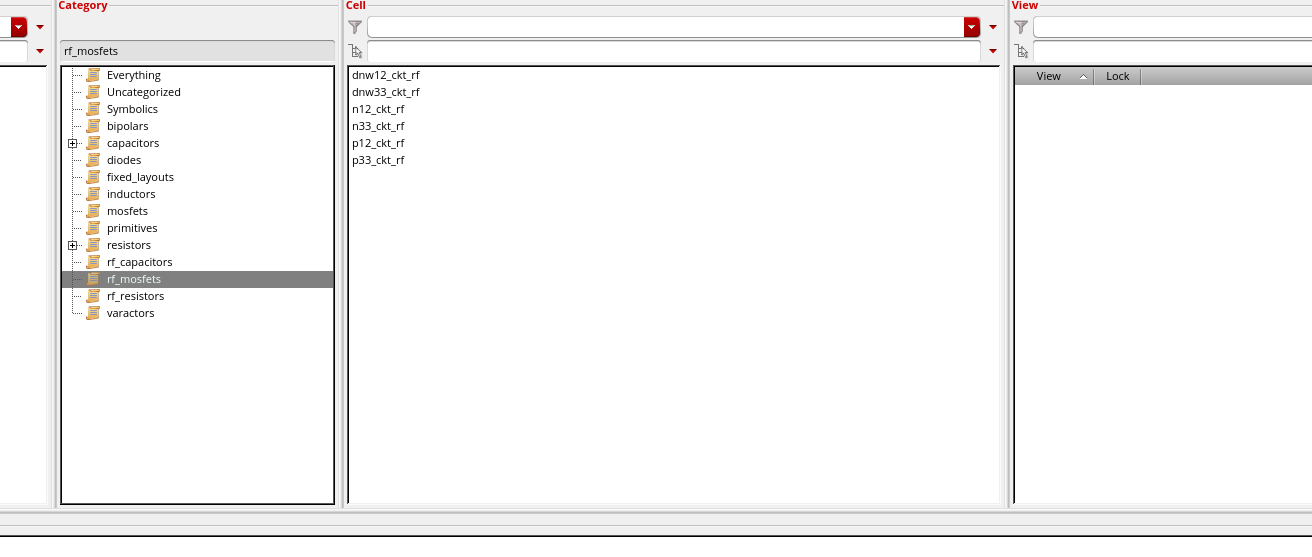 Category
rf_mosfets
Everything
Uncategorized
Symbolics
bipolars
capacitors
diodes
fixed_layouts
inductors
mosfets
primitives
resistors
rf_capacitors
rf_mosfets
rf_resistors
varactors
Cell
dnw12_ckt_rf
dnw33_ckt_rf
n12_ckt_rf
n33_ckt_rf
p12_ckt_rf
p33_ckt_rf
View
View Lock